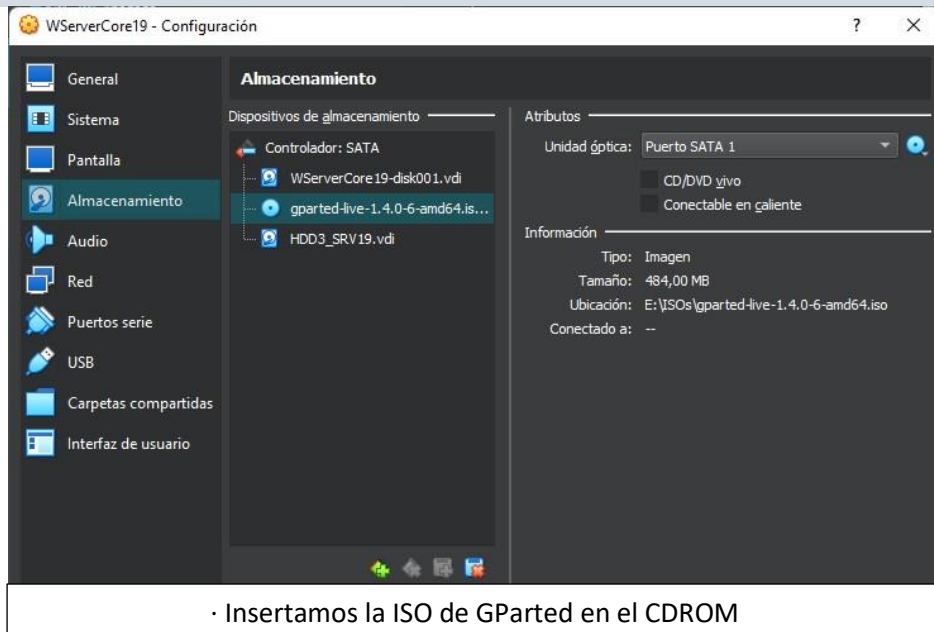 WServerCore19 - Configuración ? ×
General
Sistema
Pantalla
Almacenamiento
Audio
Red
Puertos serie
USB
Carpetas compartidas
Interfaz de usuario
Almacenamiento
Dispositivos de almacenamiento
Controlador: SATA
WServerCore19-disk001.vdi
gparted-live-1.4.0-6-amd64.is...
HDD3_SRV19.vdi
Atributos
Unidad óptica: Puerto SATA 1
CD/DVD vivo
Conectable en caliente
Información
Tipo: Imagen
Tamaño: 484,00 MB
Ubicación: E:\ISOs\gparted-live-1.4.0-6-amd64.iso
Conectado a: --
· Insertamos la ISO de GParted en el CDROM